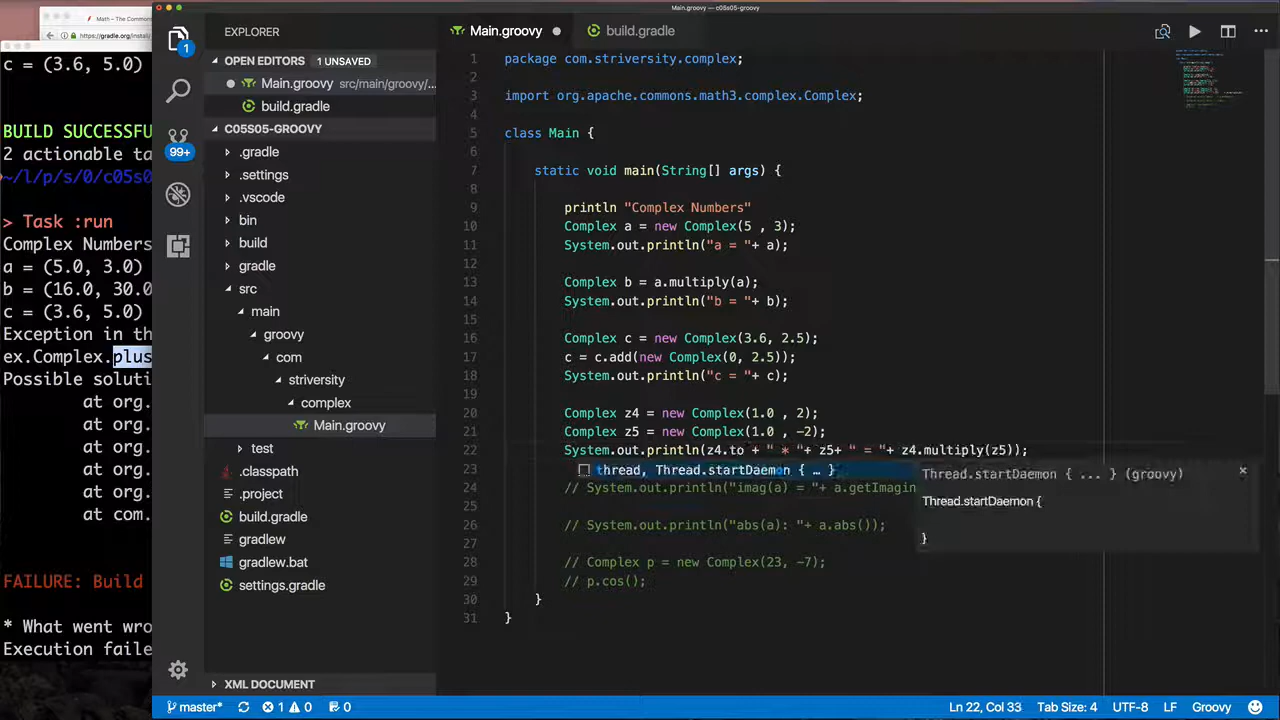 Main.groovy — c05s05-groovy
Math – The Commons
https://gradle.org/install/
c = (3.6, 5.0)
BUILD SUCCESSFU
2 actionable ta
~/l/p/s/0/c05s0
> Task :run
Complex Numbers
a = (5.0, 3.0)
b = (16.0, 30.0
c = (3.6, 5.0)
Exception in th
ex.Complex.plus
Possible soluti
at org.
at org.
at org.
at org.
at org.
at com.
FAILURE: Build
* What went wro
Execution faile
1
99+
EXPLORER
OPEN EDITORS 1 UNSAVED
Main.groovy src/main/groovy/...
build.gradle
C05S05-GROOVY
.gradle
.settings
.vscode
bin
build
gradle
src
main
groovy
com
striversity
complex
Main.groovy
test
.classpath
.project
build.gradle
gradlew
gradlew.bat
settings.gradle
XML DOCUMENT
Main.groovy
build.gradle
1 package com.striversity.complex;
2
3 import org.apache.commons.math3.complex.Complex;
4
5 class Main {
6
7 static void main(String[] args) {
8
9 println "Complex Numbers"
10 Complex a = new Complex(5 , 3);
11 System.out.println("a = "+ a);
12
13 Complex b = a.multiply(a);
14 System.out.println("b = "+ b);
15
16 Complex c = new Complex(3.6, 2.5);
17 c = c.add(new Complex(0, 2.5));
18 System.out.println("c = "+ c);
19
20 Complex z4 = new Complex(1.0 , 2);
21 Complex z5 = new Complex(1.0 , -2);
22 System.out.println(z4.to + " * "+ z5+ " = "+ z4.multiply(z5));
23 thread, Thread.startDaemon { … }
Thread.startDaemon { ... } (groovy)
24 // System.out.println("imag(a) = "+ a.getImagin
Thread.startDaemon {
25
26 // System.out.println("abs(a): "+ a.abs());
27 }
28 // Complex p = new Complex(23, -7);
29 // p.cos();
30 }
31 }
master* 1 0 0
Ln 22, Col 33 Tab Size: 4 UTF-8 LF Groovy